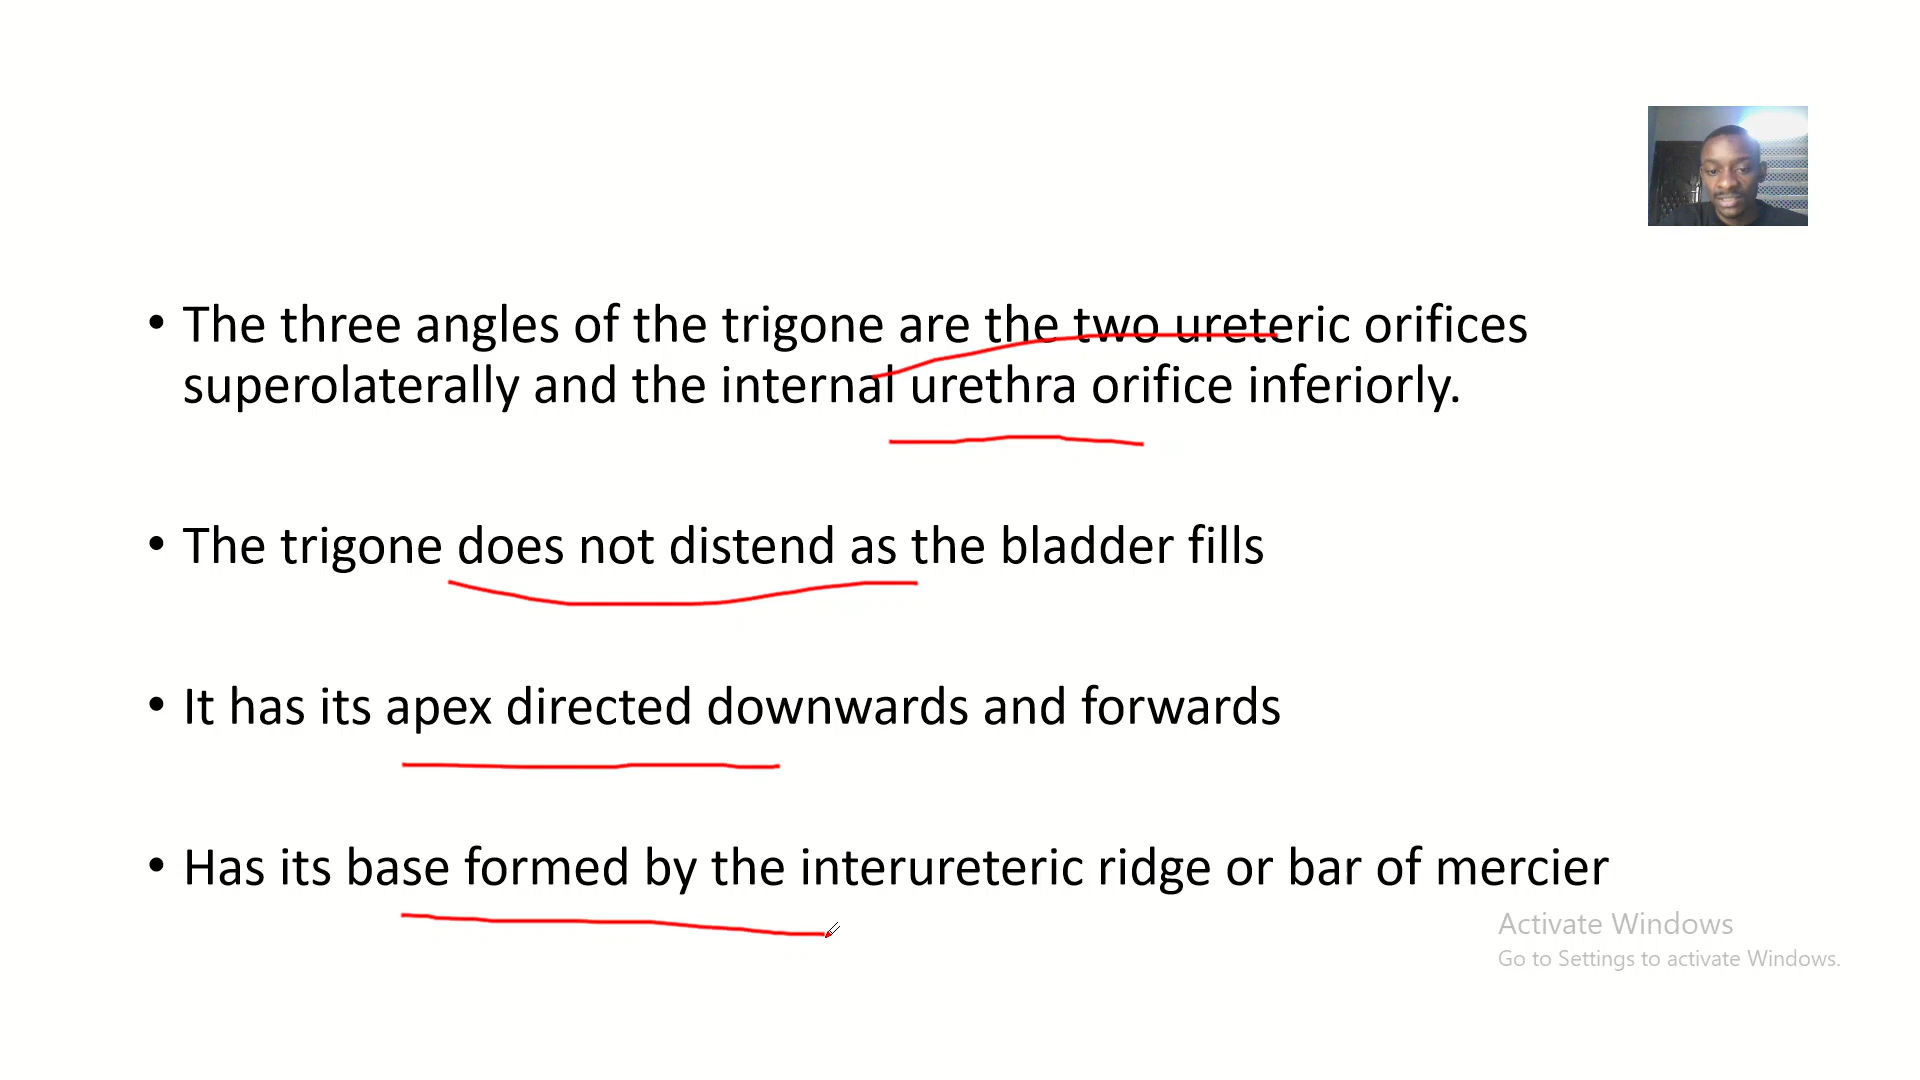 • The three angles of the trigone are the two ureteric orifices
superolaterally and the internal urethra orifice inferiorly.
• The trigone does not distend as the bladder fills
• It has its apex directed downwards and forwards
• Has its base formed by the interureteric ridge or bar of mercier
Activate Windows
Go to Settings to activate Windows.